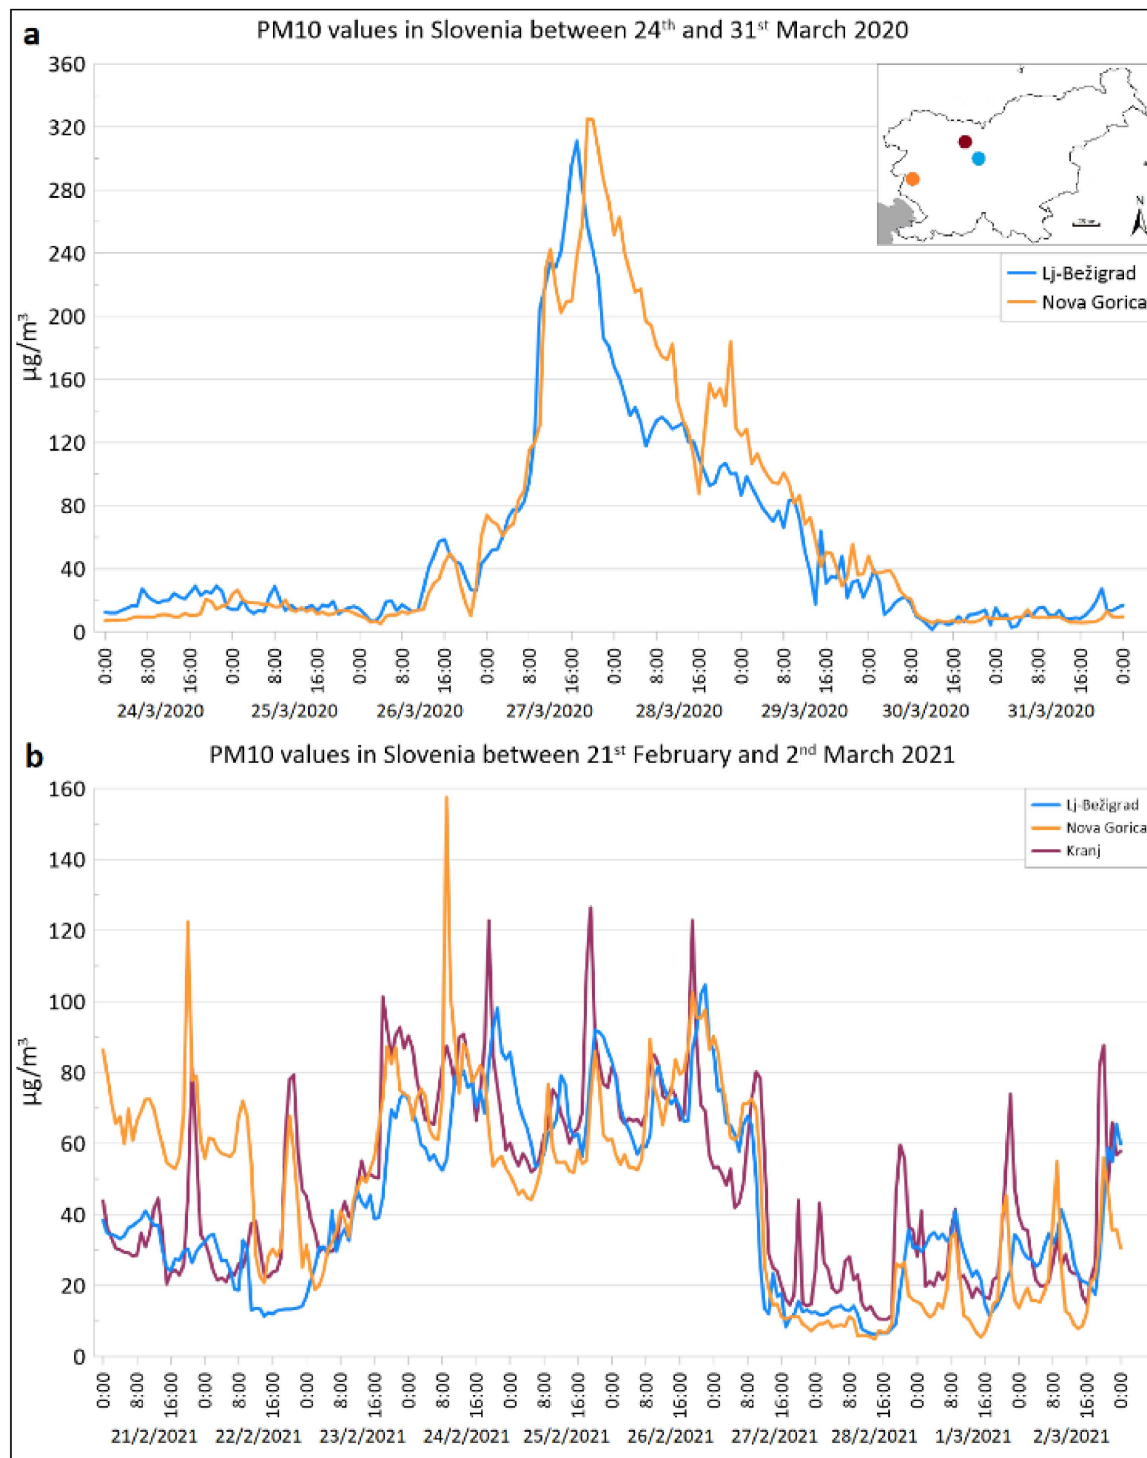 a
PM10 values in Slovenia between 24th and 31st March 2020
360
320
280
240
200
160
120
80
40
0
µg/m³
N
Lj-Bežigrad
Nova Gorica
0:00 8:00 16:00 0:00 8:00 16:00 0:00 8:00 16:00 0:00 8:00 16:00 0:00 8:00 16:00 0:00 8:00 16:00 0:00 8:00 16:00 0:00 8:00 16:00 0:00
24/3/2020 25/3/2020 26/3/2020 27/3/2020 28/3/2020 29/3/2020 30/3/2020 31/3/2020
b
PM10 values in Slovenia between 21st February and 2nd March 2021
160
140
120
100
80
60
40
20
0
µg/m³
Lj-Bežigrad
Nova Gorica
Kranj
0:00 8:00 16:00 0:00 8:00 16:00 0:00 8:00 16:00 0:00 8:00 16:00 0:00 8:00 16:00 0:00 8:00 16:00 0:00 8:00 16:00 0:00 8:00 16:00 0:00 8:00 16:00 0:00 8:00 16:00 0:00
21/2/2021 22/2/2021 23/2/2021 24/2/2021 25/2/2021 26/2/2021 27/2/2021 28/2/2021 1/3/2021 2/3/2021